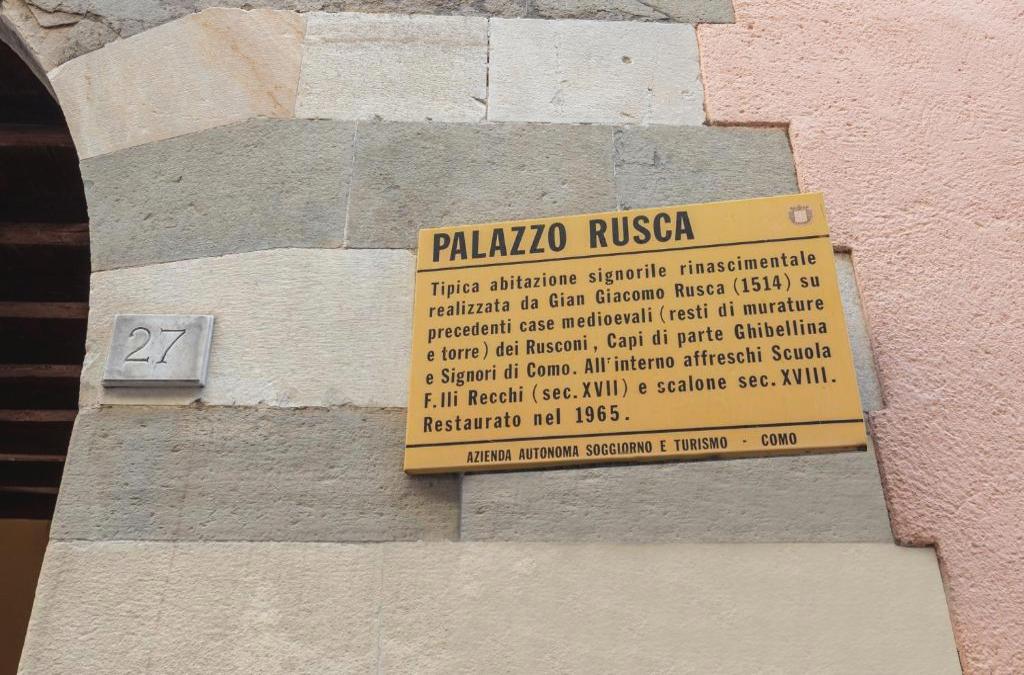 PALAZZO RUSCA
Tipica abitazione signorile rinascimentale
realizzata da Gian Giacomo Rusca (1514) su
precedenti case medioevali (resti di murature
e torre) dei Rusconi, Capi di parte Ghibellina
e Signori di Como. All'interno affreschi Scuola
F.lli Recchi (sec. XVII) e scalone sec. XVIII.
Restaurato nel 1965.
AZIENDA AUTONOMA SOGGIORNO E TURISMO - COMO
27